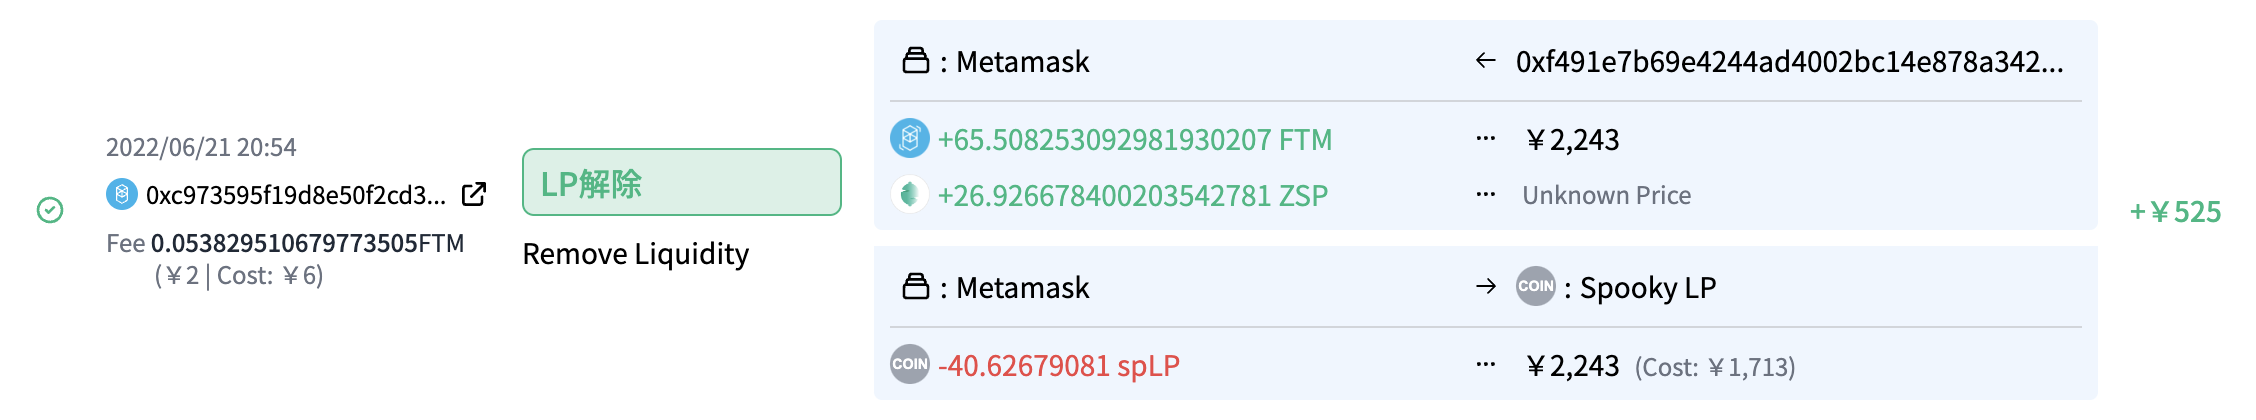 2022/06/21 20:54
0xc973595f19d8e50f2cd3...
Fee 0.053829510679773505FTM
(¥2 | Cost: ¥6)
LP解除
Remove Liquidity
: Metamask ← 0xf491e7b69e4244ad4002bc14e878a342...
+65.508253092981930207 FTM ... ¥2,243
+26.926678400203542781 ZSP ... Unknown Price
: Metamask → COIN : Spooky LP
COIN -40.62679081 spLP ... ¥2,243 (Cost: ¥1,713)
+¥525